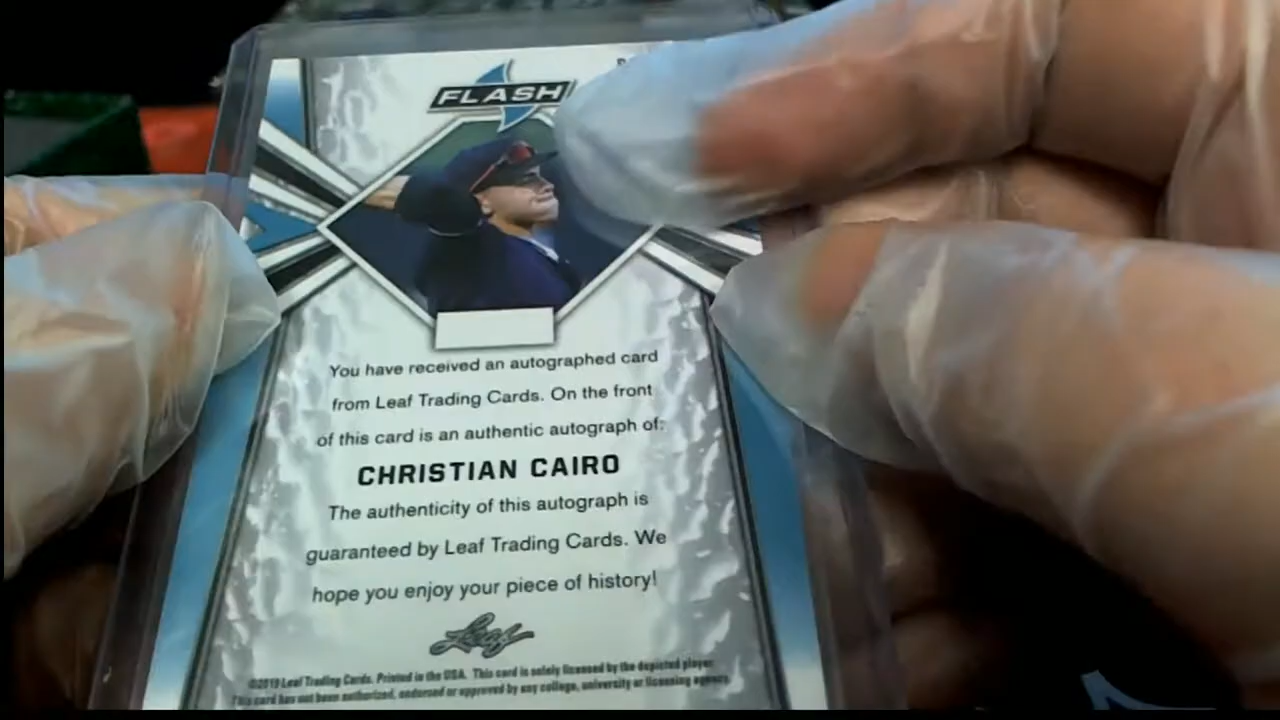 FLASH
You have received an autographed card
from Leaf Trading Cards. On the front
of this card is an authentic autograph of:
CHRISTIAN CAIRO
The authenticity of this autograph is
guaranteed by Leaf Trading Cards. We
hope you enjoy your piece of history!
Leaf
©2019 Leaf Trading Cards. Printed in the USA. This card is solely licensed by the depicted player.
This card has not been authorized, endorsed or approved by any college, university or licensing agency.